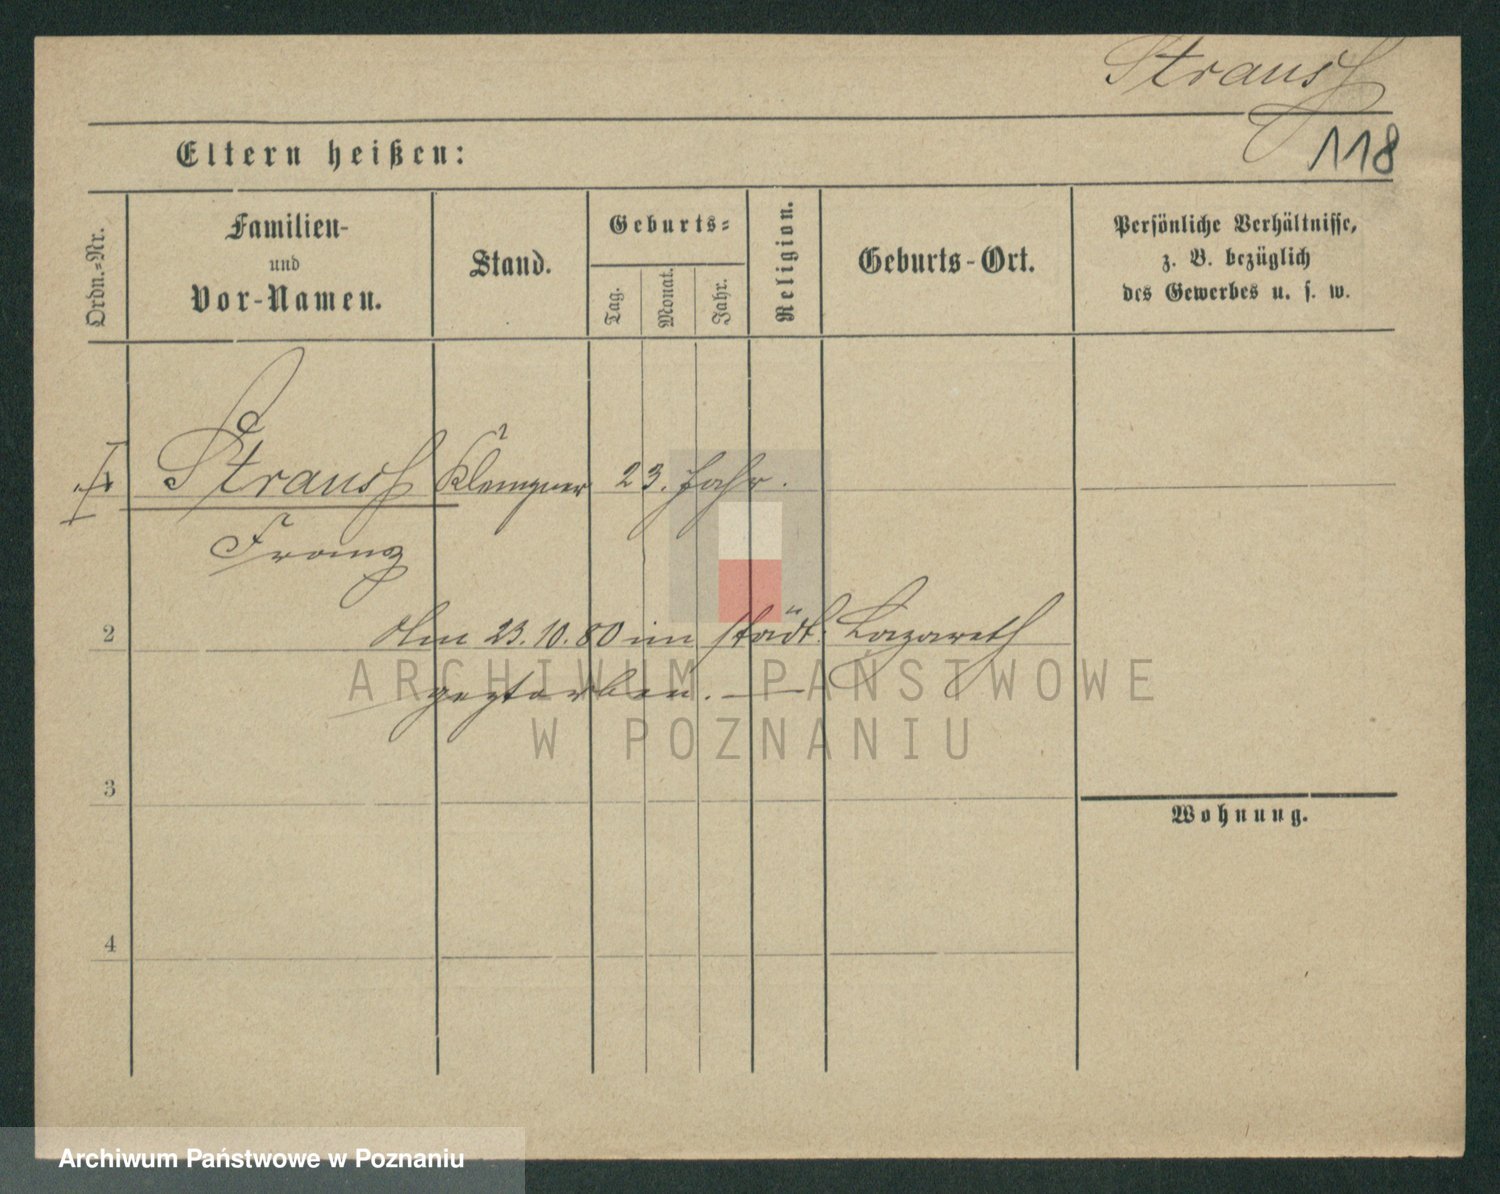 Strauss
118
Eltern heißen:
Ordn.-Nr.
Familien-
und
Vor-Namen.
Stand.
Geburts-
Tag.
Monat.
Jahr.
Religion.
Geburts-Ort.
Persönliche Verhältnisse,
z. B. bezüglich
des Gewerbes u. s. w.
1 Strauss Klempner 23. Jahr.
Franz
2 Am 23.10.80 im städt. Lazareth
gestorben. —
3
Wohnung.
4
ARCHIWUM PAŃSTWOWE
W POZNANIU
Archiwum Państwowe w Poznaniu